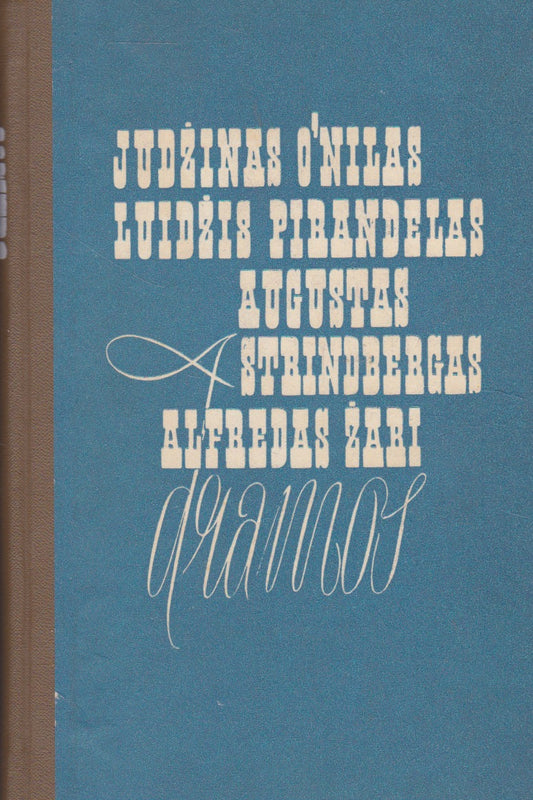 JUDŽINAS O'NILAS
LUIDŽIS PIRANDELAS
AUGUSTAS
STRINDBERGAS
ALFREDAS ŽARI
dramos